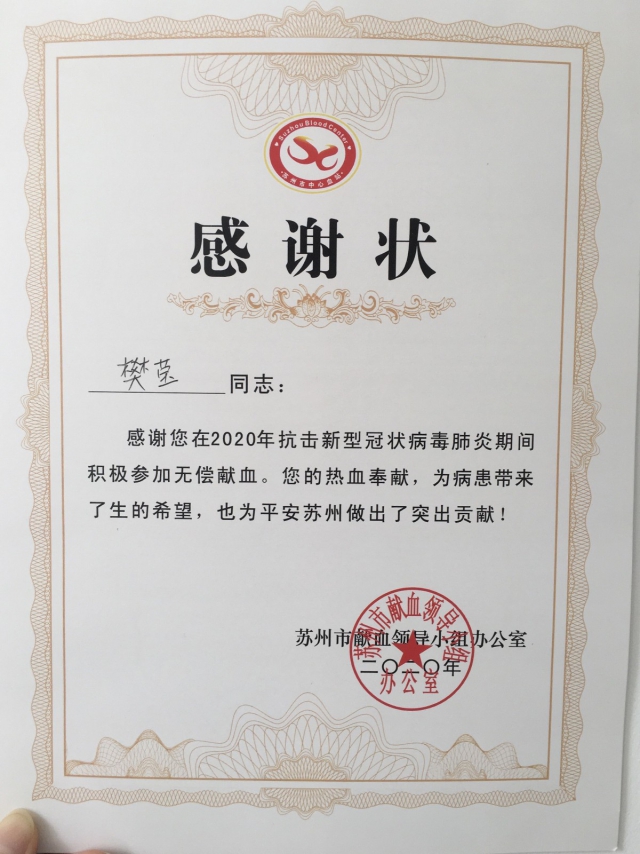 Suzhou Blood Center
苏州市中心血站
感谢状
樊莹 同志：
感谢您在2020年抗击新型冠状病毒肺炎期间
积极参加无偿献血。您的热血奉献，为病患带来
了生的希望，也为平安苏州做出了突出贡献！
苏州市献血领导小组办公室
二〇二〇年
苏州市献血领导小组
办公室